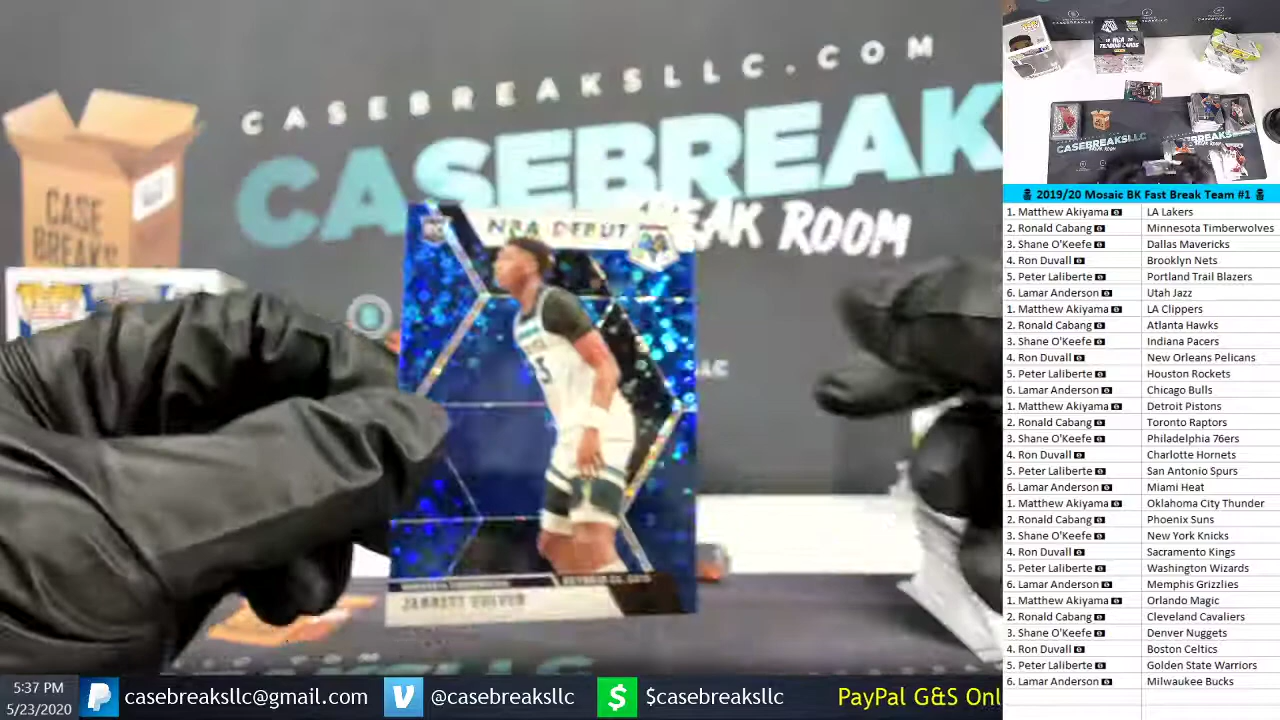 CASEBREAKSLLC.COM
CASEBREAK
BREAK ROOM
CASE
BREAKS
NBA DEBUT
JARRETT CULVER
CASEBREAKSLLC
BREAK ROOM
2019/20 Mosaic BK Fast Break Team #1
1. Matthew Akiyama LA Lakers
2. Ronald Cabang Minnesota Timberwolves
3. Shane O'Keefe Dallas Mavericks
4. Ron Duvall Brooklyn Nets
5. Peter Laliberte Portland Trail Blazers
6. Lamar Anderson Utah Jazz
1. Matthew Akiyama LA Clippers
2. Ronald Cabang Atlanta Hawks
3. Shane O'Keefe Indiana Pacers
4. Ron Duvall New Orleans Pelicans
5. Peter Laliberte Houston Rockets
6. Lamar Anderson Chicago Bulls
1. Matthew Akiyama Detroit Pistons
2. Ronald Cabang Toronto Raptors
3. Shane O'Keefe Philadelphia 76ers
4. Ron Duvall Charlotte Hornets
5. Peter Laliberte San Antonio Spurs
6. Lamar Anderson Miami Heat
1. Matthew Akiyama Oklahoma City Thunder
2. Ronald Cabang Phoenix Suns
3. Shane O'Keefe New York Knicks
4. Ron Duvall Sacramento Kings
5. Peter Laliberte Washington Wizards
6. Lamar Anderson Memphis Grizzlies
1. Matthew Akiyama Orlando Magic
2. Ronald Cabang Cleveland Cavaliers
3. Shane O'Keefe Denver Nuggets
4. Ron Duvall Boston Celtics
5. Peter Laliberte Golden State Warriors
6. Lamar Anderson Milwaukee Bucks
5:37 PM
5/23/2020
casebreaksllc@gmail.com
@casebreaksllc
$casebreaksllc
PayPal G&S Onl